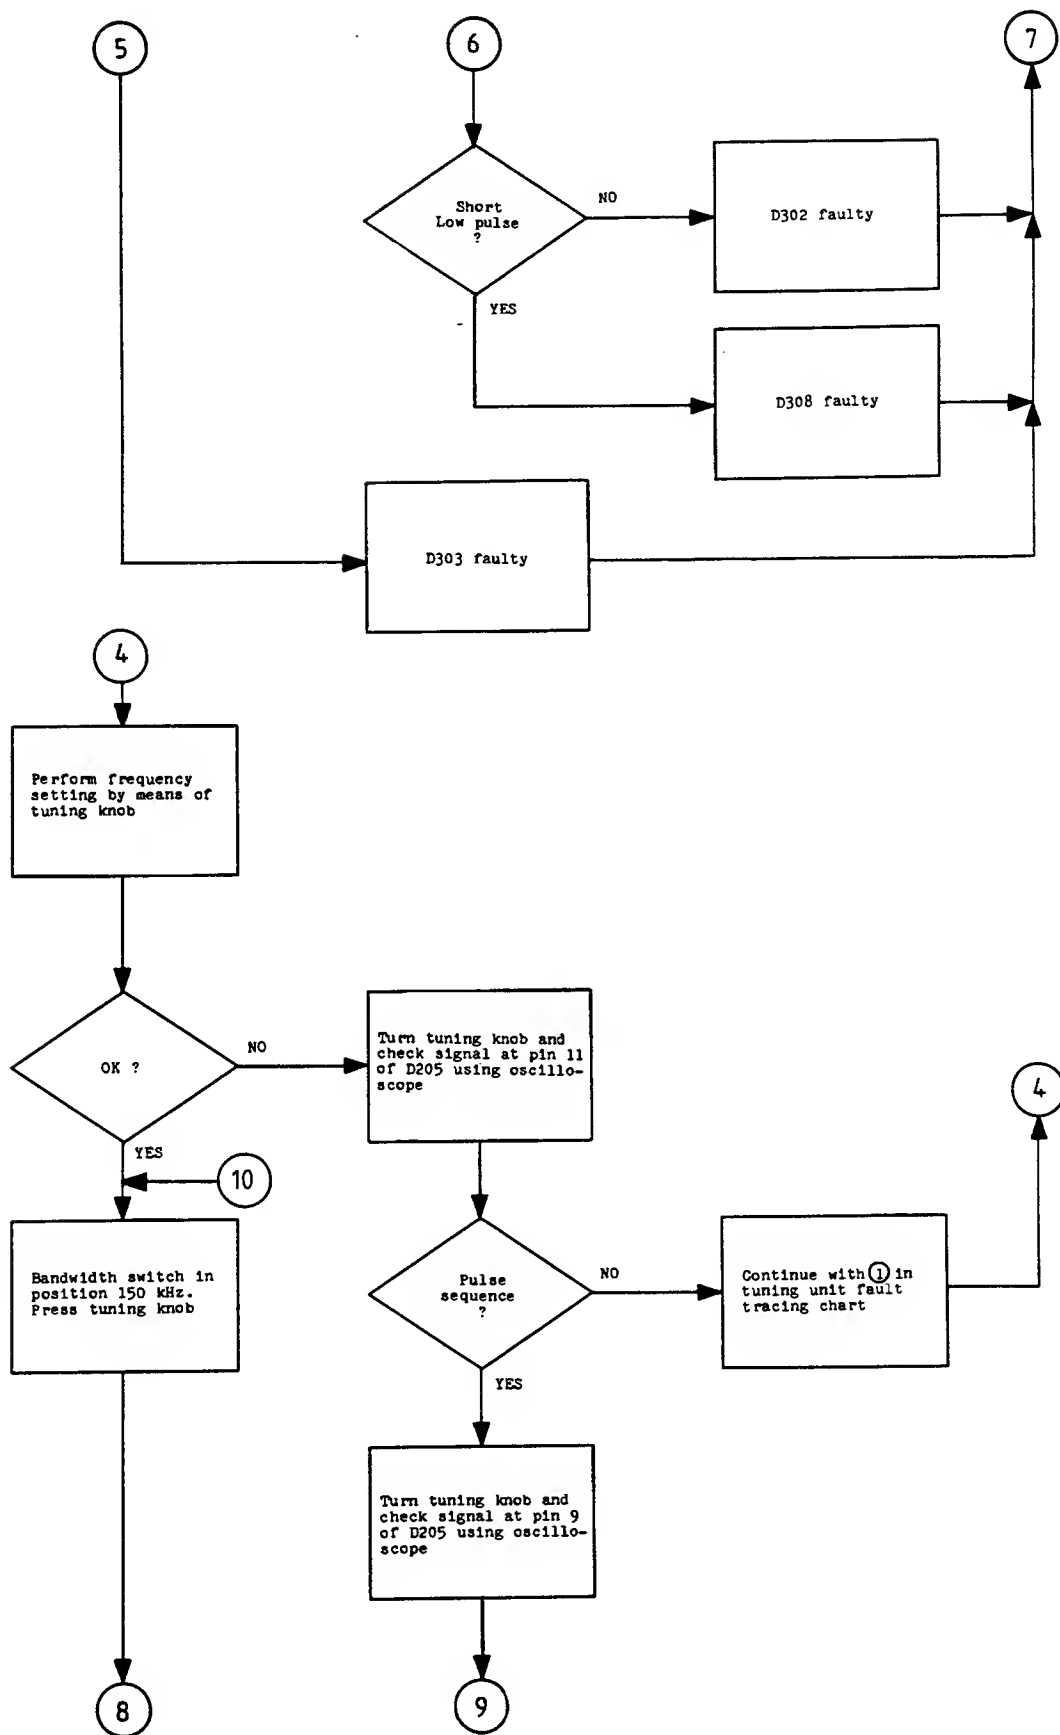 5
6
7
Short
Low pulse
?
NO
D302 faulty
YES
D308 faulty
D303 faulty
4
Perform frequency
setting by means of
tuning knob
OK ?
NO
Turn tuning knob and
check signal at pin 11
of D205 using oscillo-
scope
4
YES
10
Bandwidth switch in
position 150 kHz.
Press tuning knob
Pulse
sequence
?
NO
Continue with 1 in
tuning unit fault
tracing chart
YES
Turn tuning knob and
check signal at pin 9
of D205 using oscillo-
scope
8
9